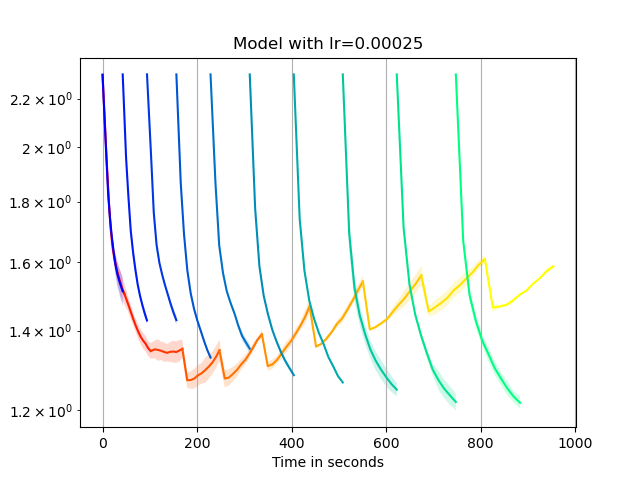 Model with lr=0.00025
2.2 × 10⁰
2 × 10⁰
1.8 × 10⁰
1.6 × 10⁰
1.4 × 10⁰
1.2 × 10⁰
0 200 400 600 800 1000
Time in seconds